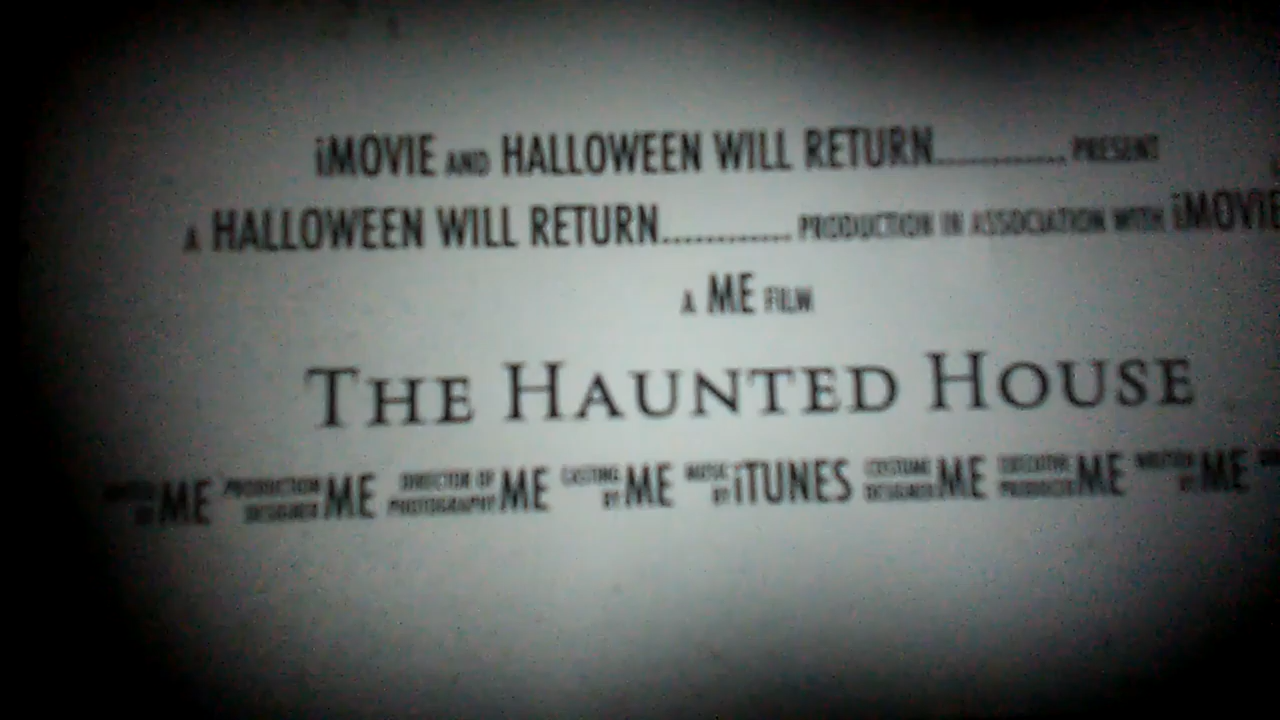 iMOVIE AND HALLOWEEN WILL RETURN............. PRESENT
A HALLOWEEN WILL RETURN............. PRODUCTION IN ASSOCIATION WITH iMOVIE
A ME FILM
THE HAUNTED HOUSE
BY ME PRODUCTION DESIGNER ME DIRECTOR OF PHOTOGRAPHY ME CASTING BY ME MUSIC BY iTUNES COSTUME DESIGNER ME EXECUTIVE PRODUCER ME WRITTEN BY ME